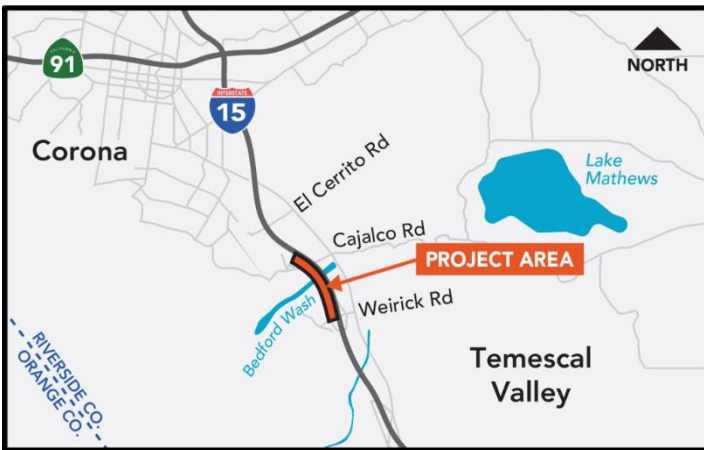 CALIFORNIA
91
NORTH
INTERSTATE
15
Corona
El Cerrito Rd
Lake
Mathews
Cajalco Rd
PROJECT AREA
Bedford Wash
Weirick Rd
RIVERSIDE CO.
ORANGE CO.
Temescal
Valley